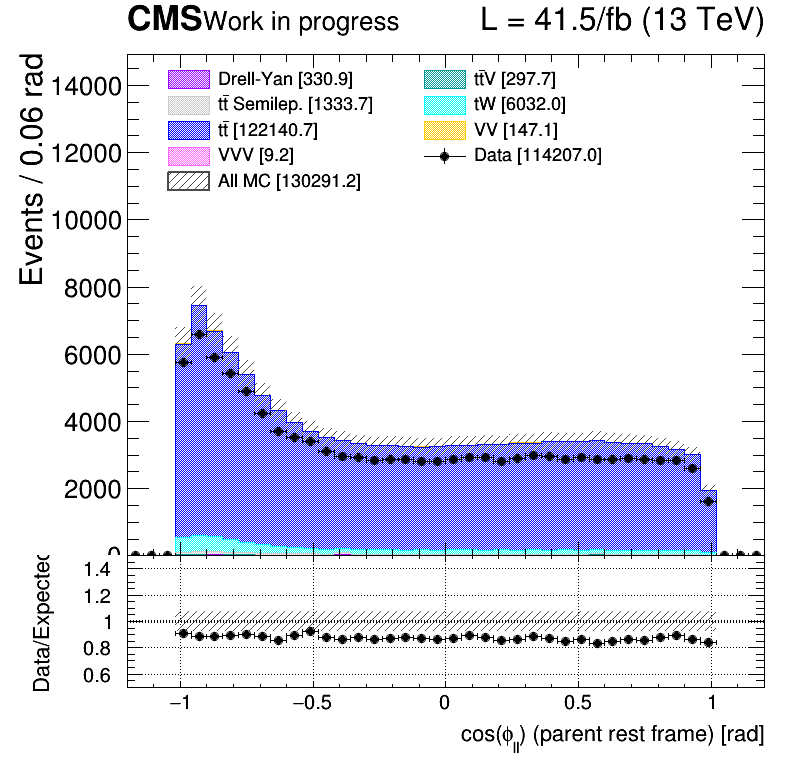 CMS Work in progress L = 41.5/fb (13 TeV)
Events / 0.06 rad
14000
12000
10000
8000
6000
4000
2000
0
Drell-Yan [330.9]
tt̄V [297.7]
tt̄ Semilep. [1333.7]
tW [6032.0]
tt̄ [122140.7]
VV [147.1]
VVV [9.2]
Data [114207.0]
All MC [130291.2]
Data/Expected
1.4
1.2
1
0.8
0.6
−1 −0.5 0 0.5 1
cos(ϕ_ll) (parent rest frame) [rad]